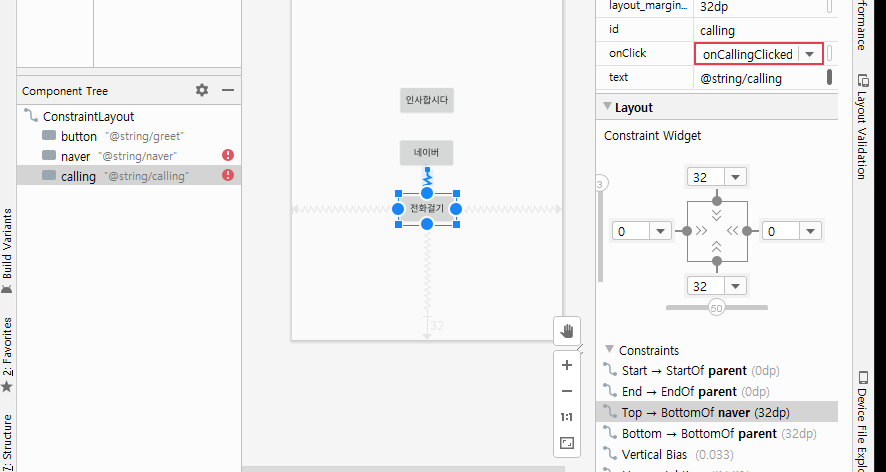 layout_margin... 32dp
id calling
onClick onCallingClicked
text @string/calling
Layout
Constraint Widget
32
0
0
32
50
3
Constraints
Start → StartOf parent (0dp)
End → EndOf parent (0dp)
Top → BottomOf naver (32dp)
Bottom → BottomOf parent (32dp)
Vertical Bias (0.033)
Component Tree
ConstraintLayout
button "@string/greet"
naver "@string/naver"
calling "@string/calling"
인사합시다
네이버
전화걸기
32
1:1
Build Variants
2: Favorites
7: Structure
formance
Layout Validation
Device File Explo